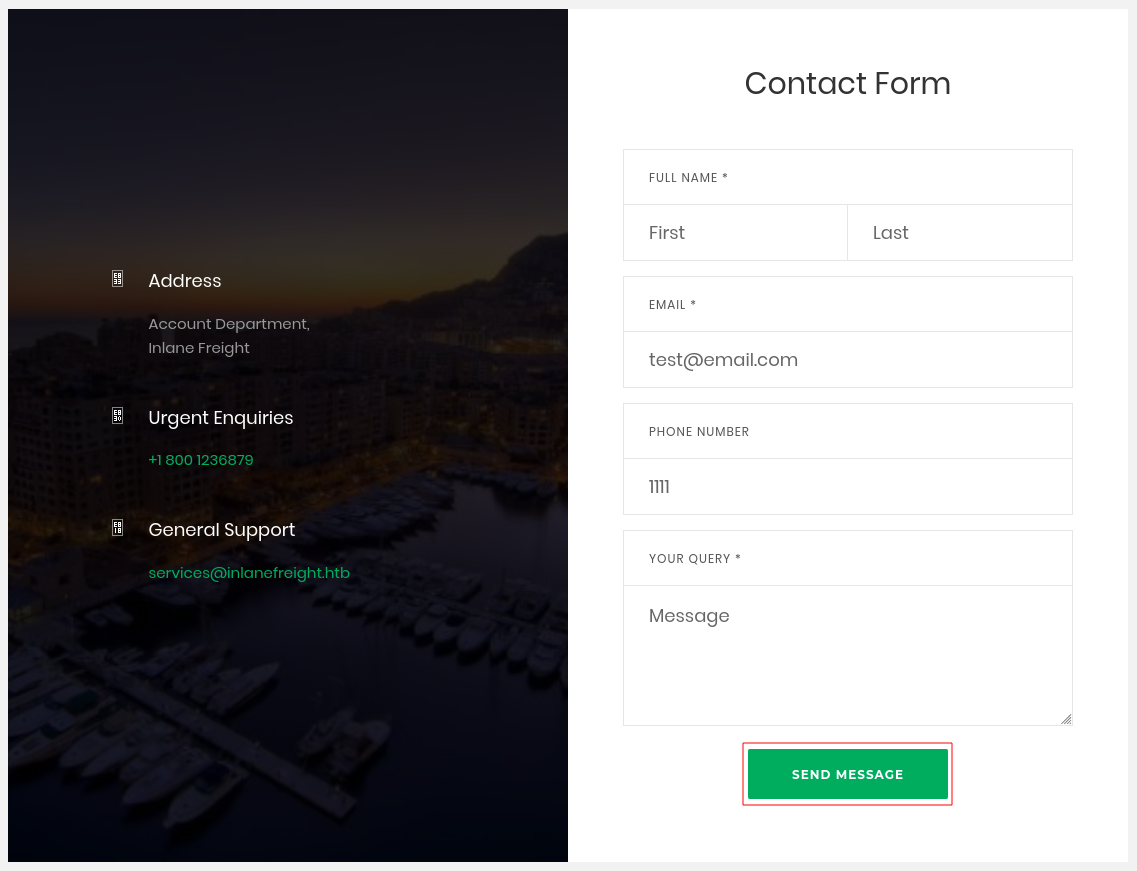 Contact Form
Address
Account Department,
Inlane Freight
Urgent Enquiries
+1 800 1236879
General Support
services@inlanefreight.htb
FULL NAME *
First Last
EMAIL *
test@email.com
PHONE NUMBER
1111
YOUR QUERY *
Message
SEND MESSAGE